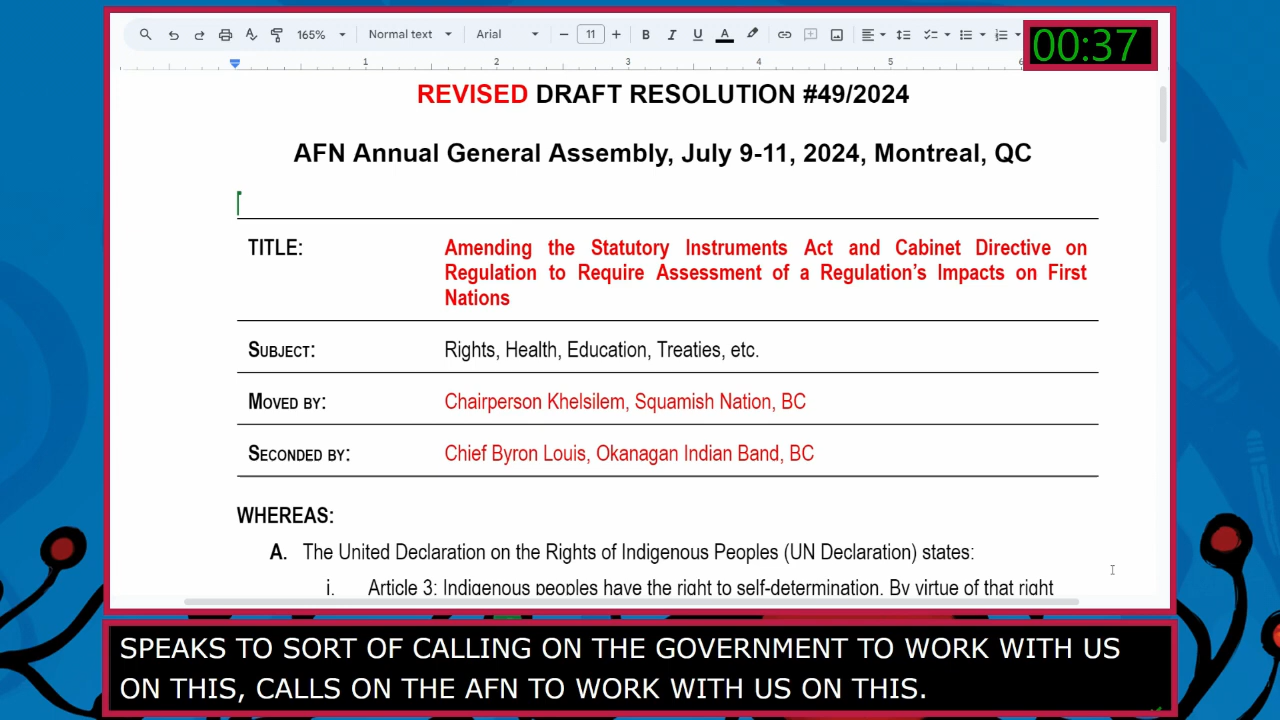 165%
Normal text
Arial
11
B I U A
00:37
1 2 3 4 5
REVISED DRAFT RESOLUTION #49/2024
AFN Annual General Assembly, July 9-11, 2024, Montreal, QC
TITLE:
Amending the Statutory Instruments Act and Cabinet Directive on
Regulation to Require Assessment of a Regulation's Impacts on First
Nations
SUBJECT:
Rights, Health, Education, Treaties, etc.
MOVED BY:
Chairperson Khelsilem, Squamish Nation, BC
SECONDED BY:
Chief Byron Louis, Okanagan Indian Band, BC
WHEREAS:
A. The United Declaration on the Rights of Indigenous Peoples (UN Declaration) states:
i. Article 3: Indigenous peoples have the right to self-determination. By virtue of that right
SPEAKS TO SORT OF CALLING ON THE GOVERNMENT TO WORK WITH US
ON THIS, CALLS ON THE AFN TO WORK WITH US ON THIS.